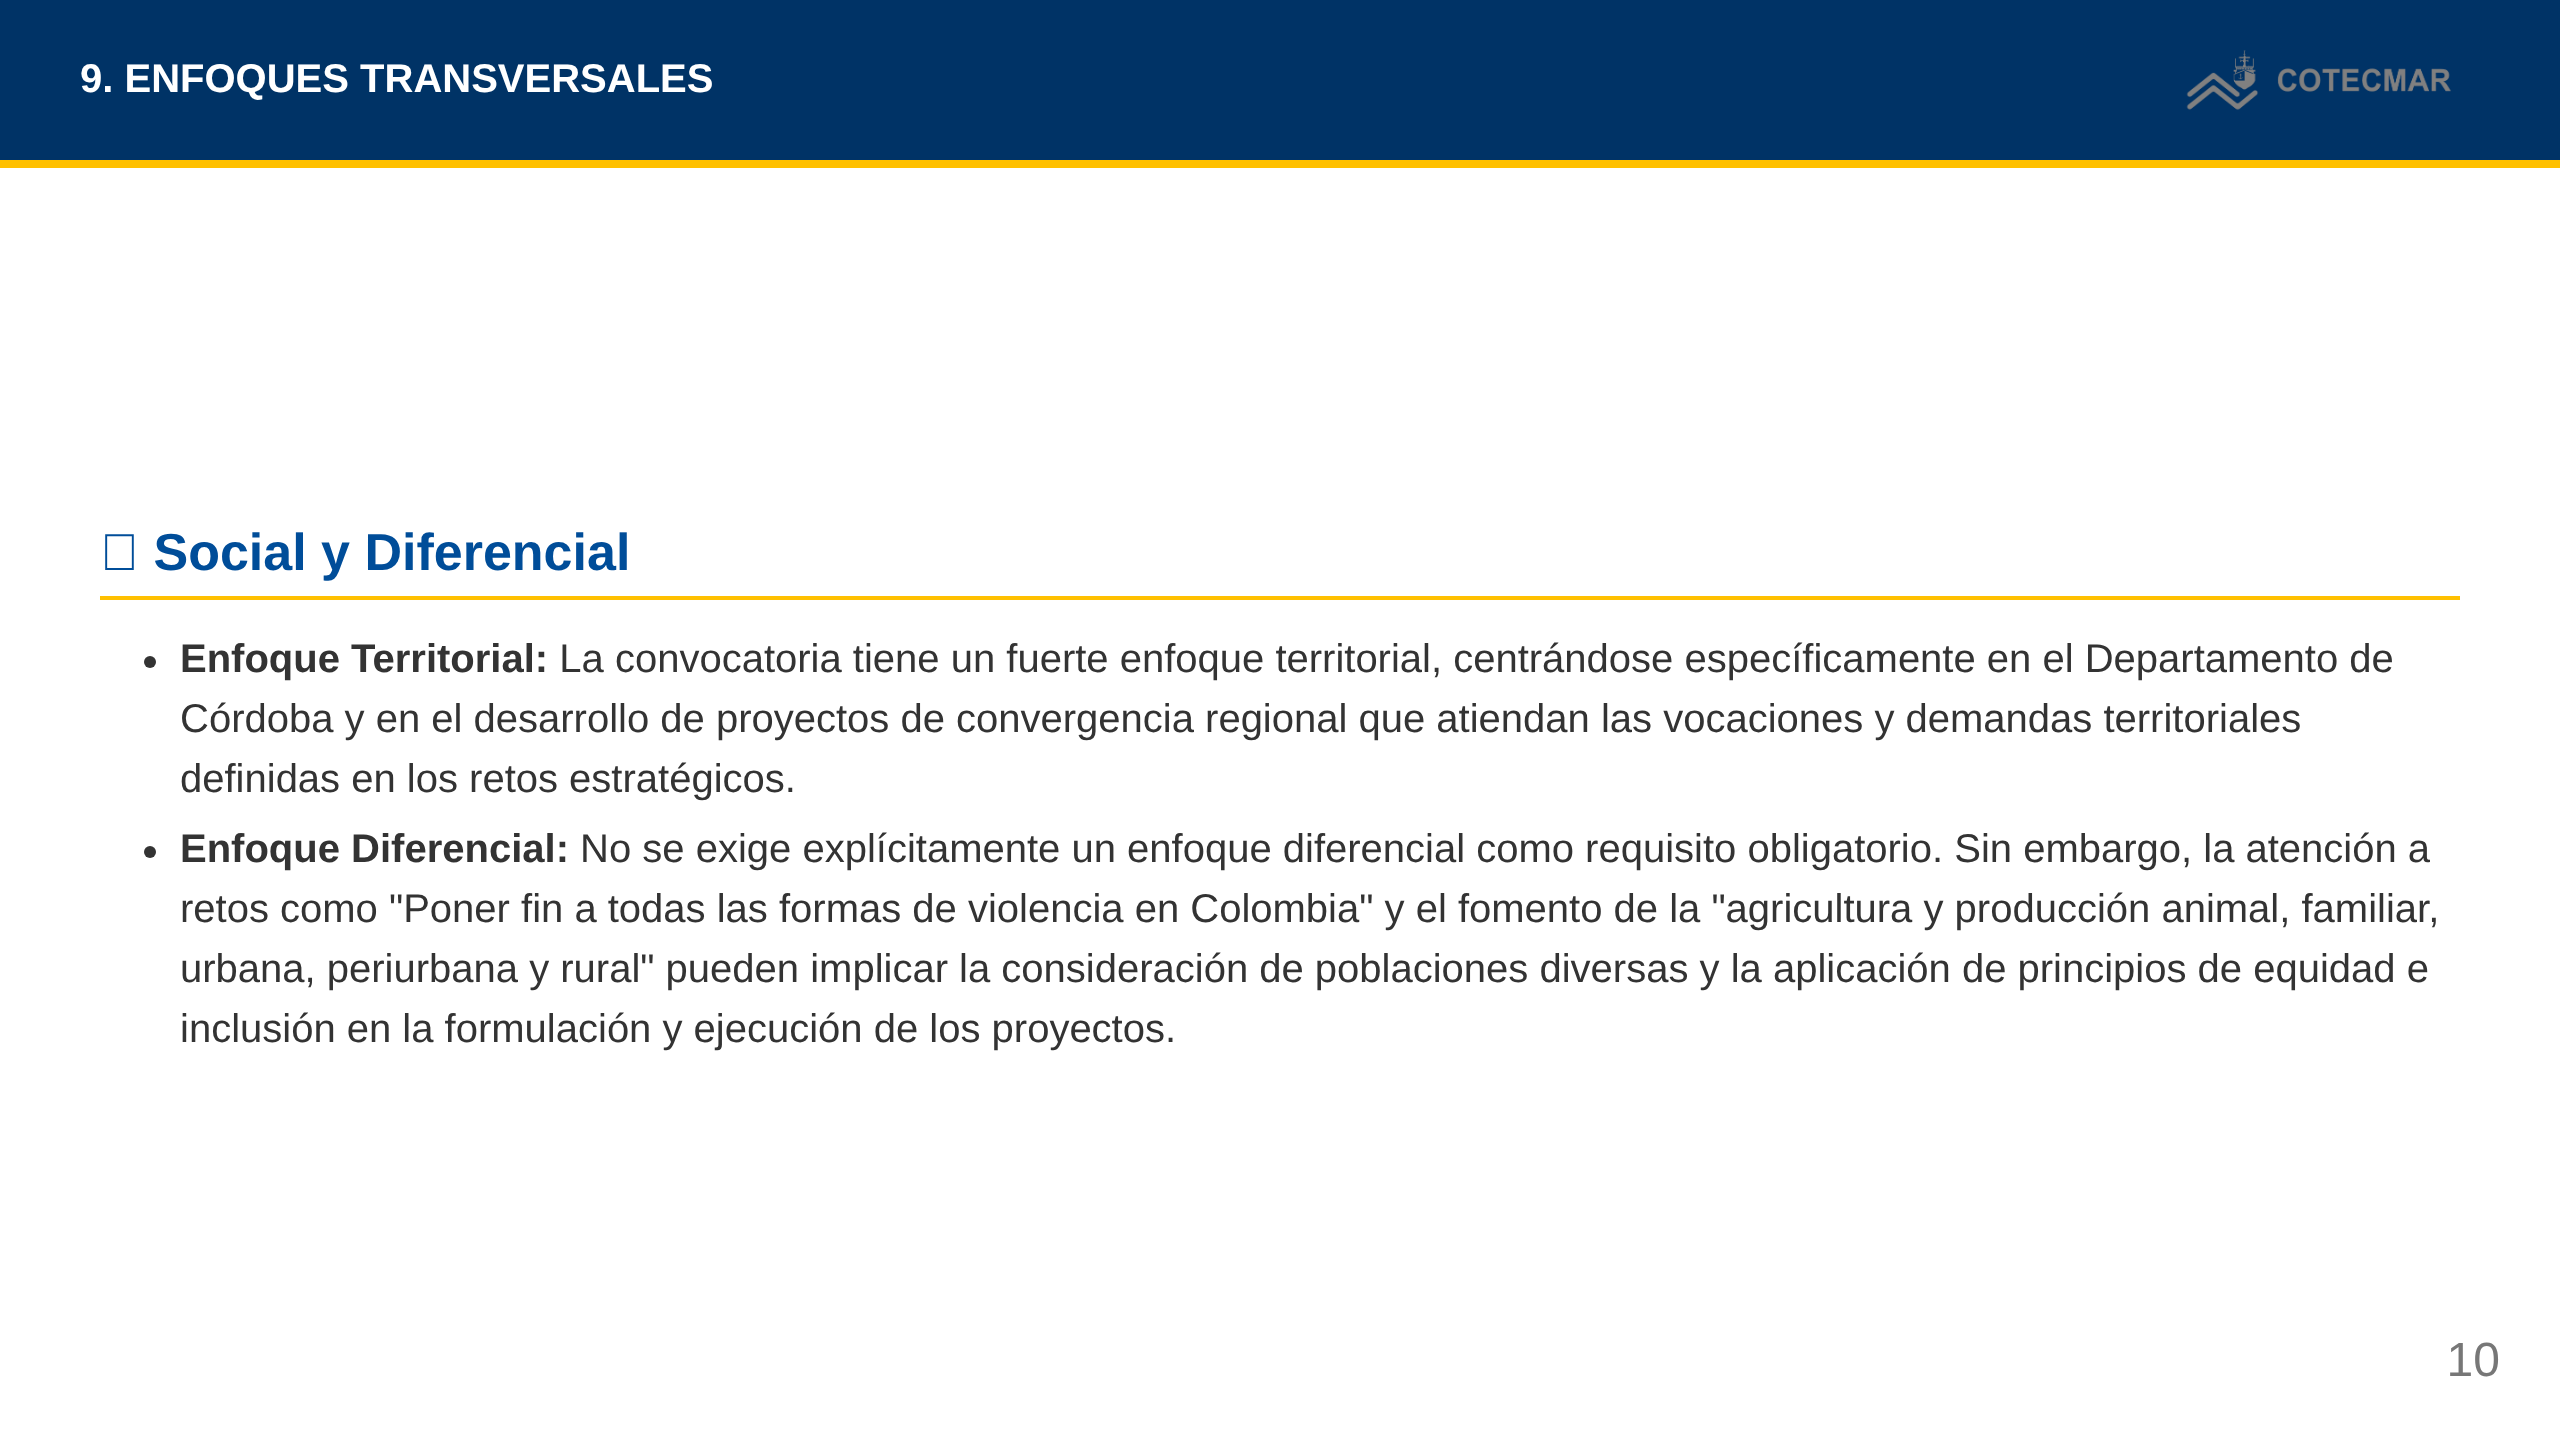 9. ENFOQUES TRANSVERSALES
COTECMAR
Social y Diferencial
• Enfoque Territorial: La convocatoria tiene un fuerte enfoque territorial, centrándose específicamente en el Departamento de
Córdoba y en el desarrollo de proyectos de convergencia regional que atiendan las vocaciones y demandas territoriales
definidas en los retos estratégicos.
• Enfoque Diferencial: No se exige explícitamente un enfoque diferencial como requisito obligatorio. Sin embargo, la atención a
retos como "Poner fin a todas las formas de violencia en Colombia" y el fomento de la "agricultura y producción animal, familiar,
urbana, periurbana y rural" pueden implicar la consideración de poblaciones diversas y la aplicación de principios de equidad e
inclusión en la formulación y ejecución de los proyectos.
10